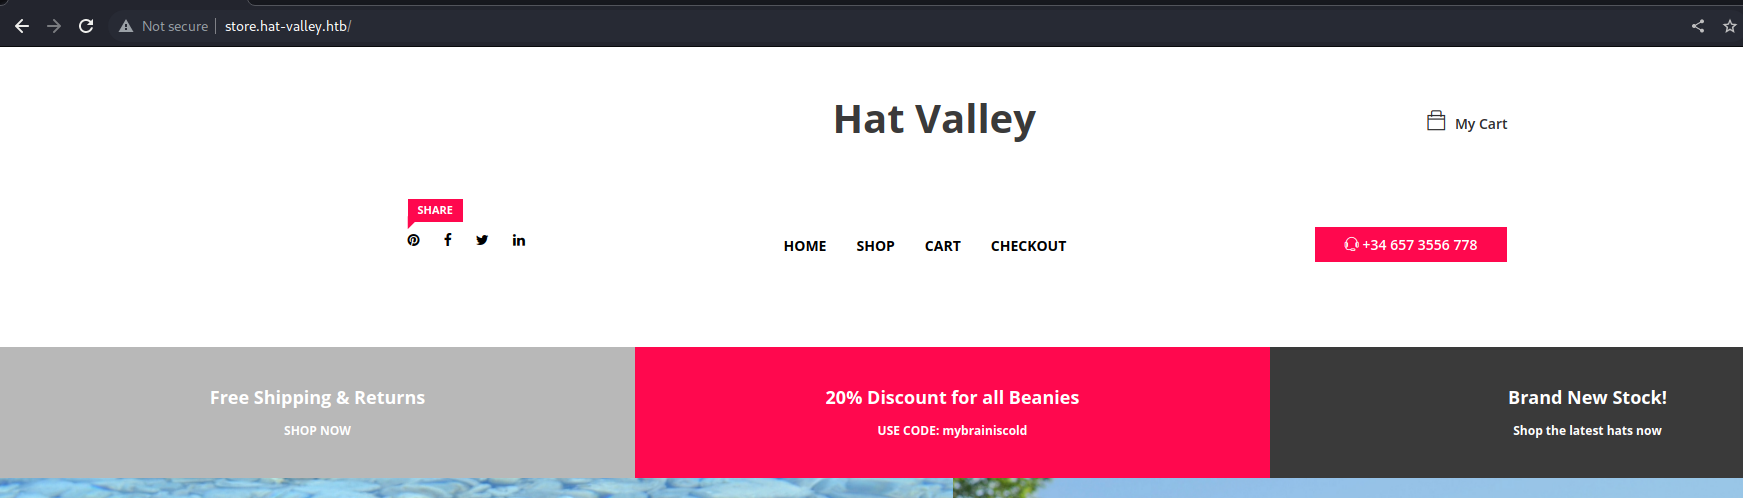 Not secure store.hat-valley.htb/
Hat Valley
My Cart
SHARE
HOME SHOP CART CHECKOUT
+34 657 3556 778
Free Shipping & Returns
SHOP NOW
20% Discount for all Beanies
USE CODE: mybrainiscold
Brand New Stock!
Shop the latest hats now